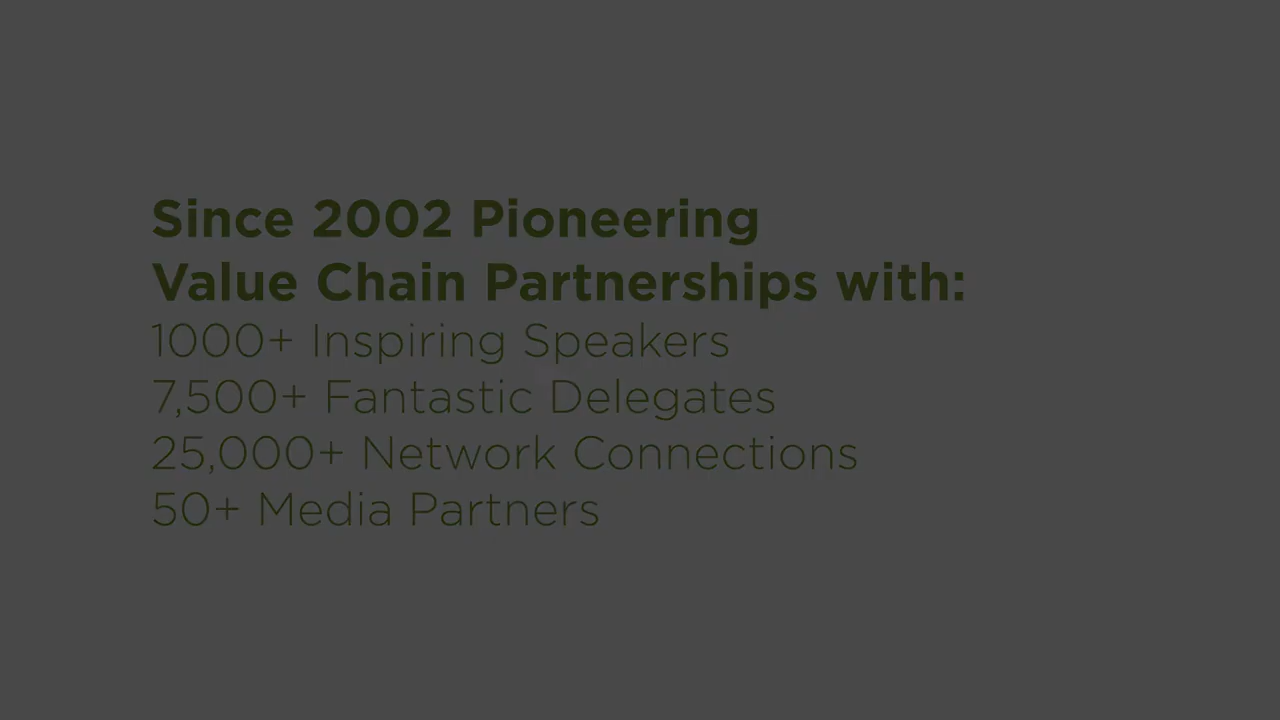 Since 2002 Pioneering
Value Chain Partnerships with:
1000+ Inspiring Speakers
7,500+ Fantastic Delegates
25,000+ Network Connections
50+ Media Partners